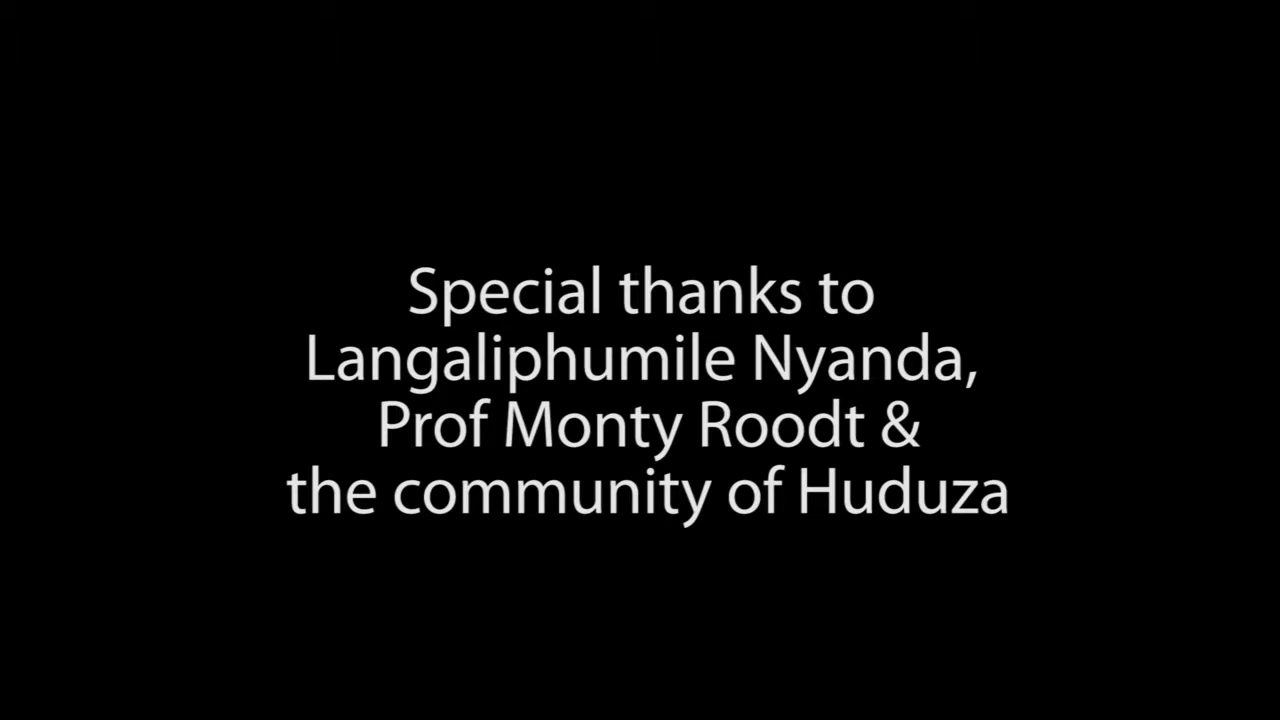 Special thanks to
Langaliphumile Nyanda,
Prof Monty Roodt &
the community of Huduza